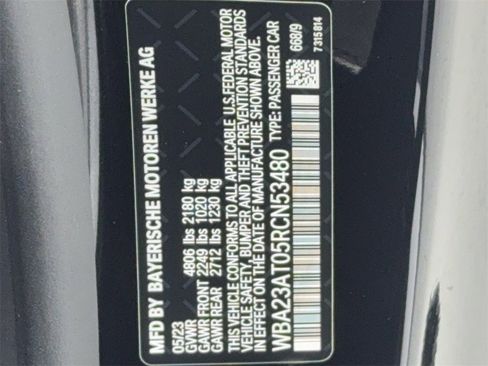 MFD BY BAYERISCHE MOTOREN WERKE AG
05/23
GVWR 4806 lbs 2180 kg
GAWR FRONT 2249 lbs 1020 kg
GAWR REAR 2712 lbs 1230 kg
THIS VEHICLE CONFORMS TO ALL APPLICABLE U.S. FEDERAL MOTOR
VEHICLE SAFETY, BUMPER AND THEFT PREVENTION STANDARDS IN
EFFECT ON THE DATE OF MANUFACTURE SHOWN ABOVE.
WBA23AT05RCN53480 TYPE: PASSENGER CAR
668/9
7315814